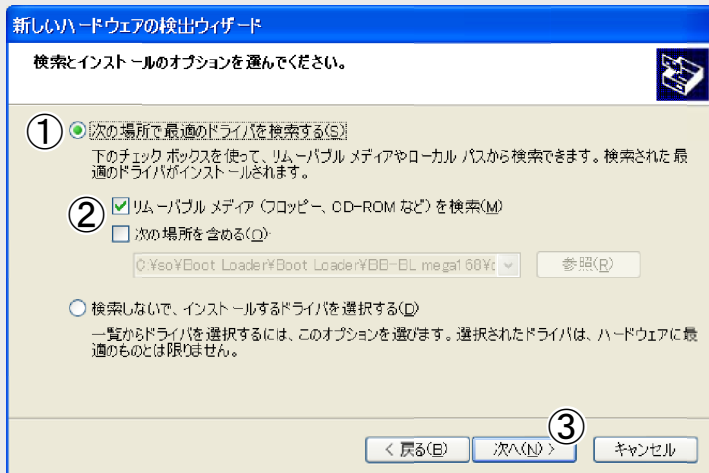 新しいハードウェアの検出ウィザード
検索とインストールのオプションを選んでください。
① 次の場所で最適のドライバを検索する(S)
下のチェック ボックスを使って、リムーバブル メディアやローカル パスから検索できます。検索された最
適のドライバがインストールされます。
② リムーバブル メディア (フロッピー、CD-ROM など) を検索(M)
次の場所を含める(O):
C:¥so¥Boot Loader¥Boot Loader¥BB-BL mega168¥
参照(R)
検索しないで、インストールするドライバを選択する(D)
一覧からドライバを選択するには、このオプションを選びます。選択されたドライバは、ハードウェアに最
適のものとは限りません。
③
< 戻る(B) 次へ(N) > キャンセル